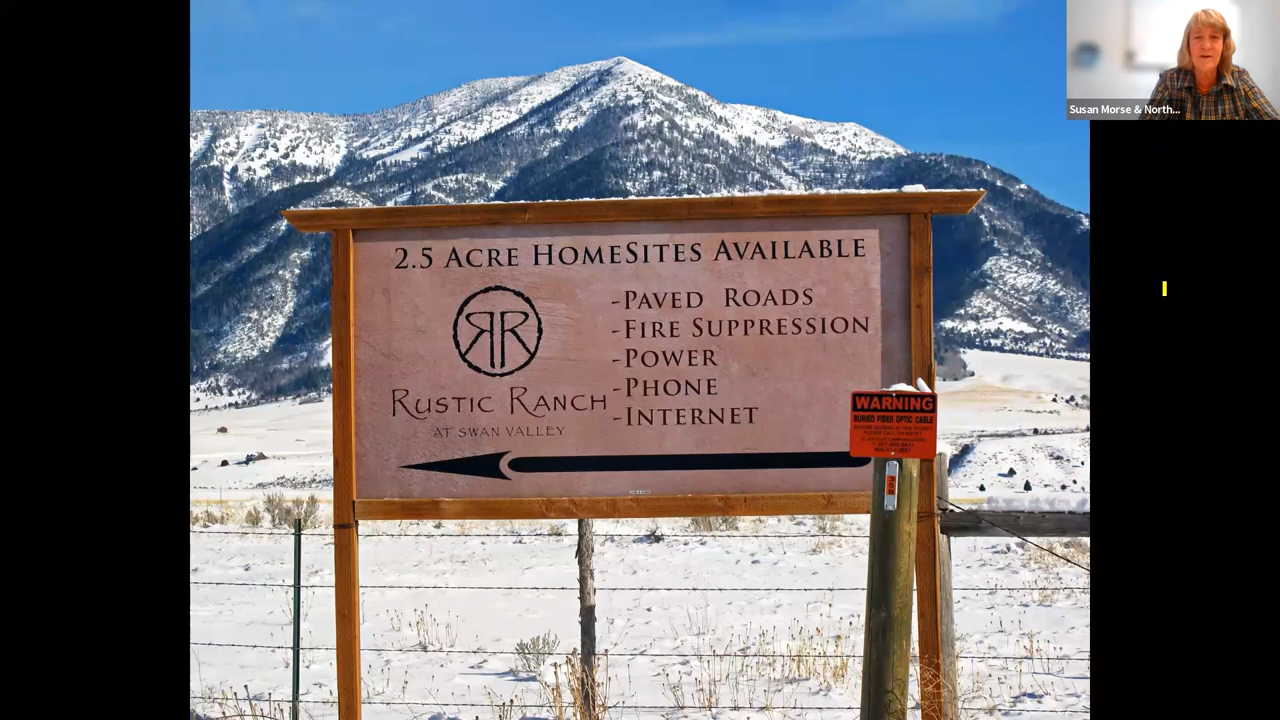 2.5 Acre HomeSites Available
RR
-Paved Roads
-Fire Suppression
-Power
-Phone
-Internet
Rustic Ranch
at Swan Valley
WARNING
BURIED FIBER OPTIC CABLE
358
Susan Morse & North...